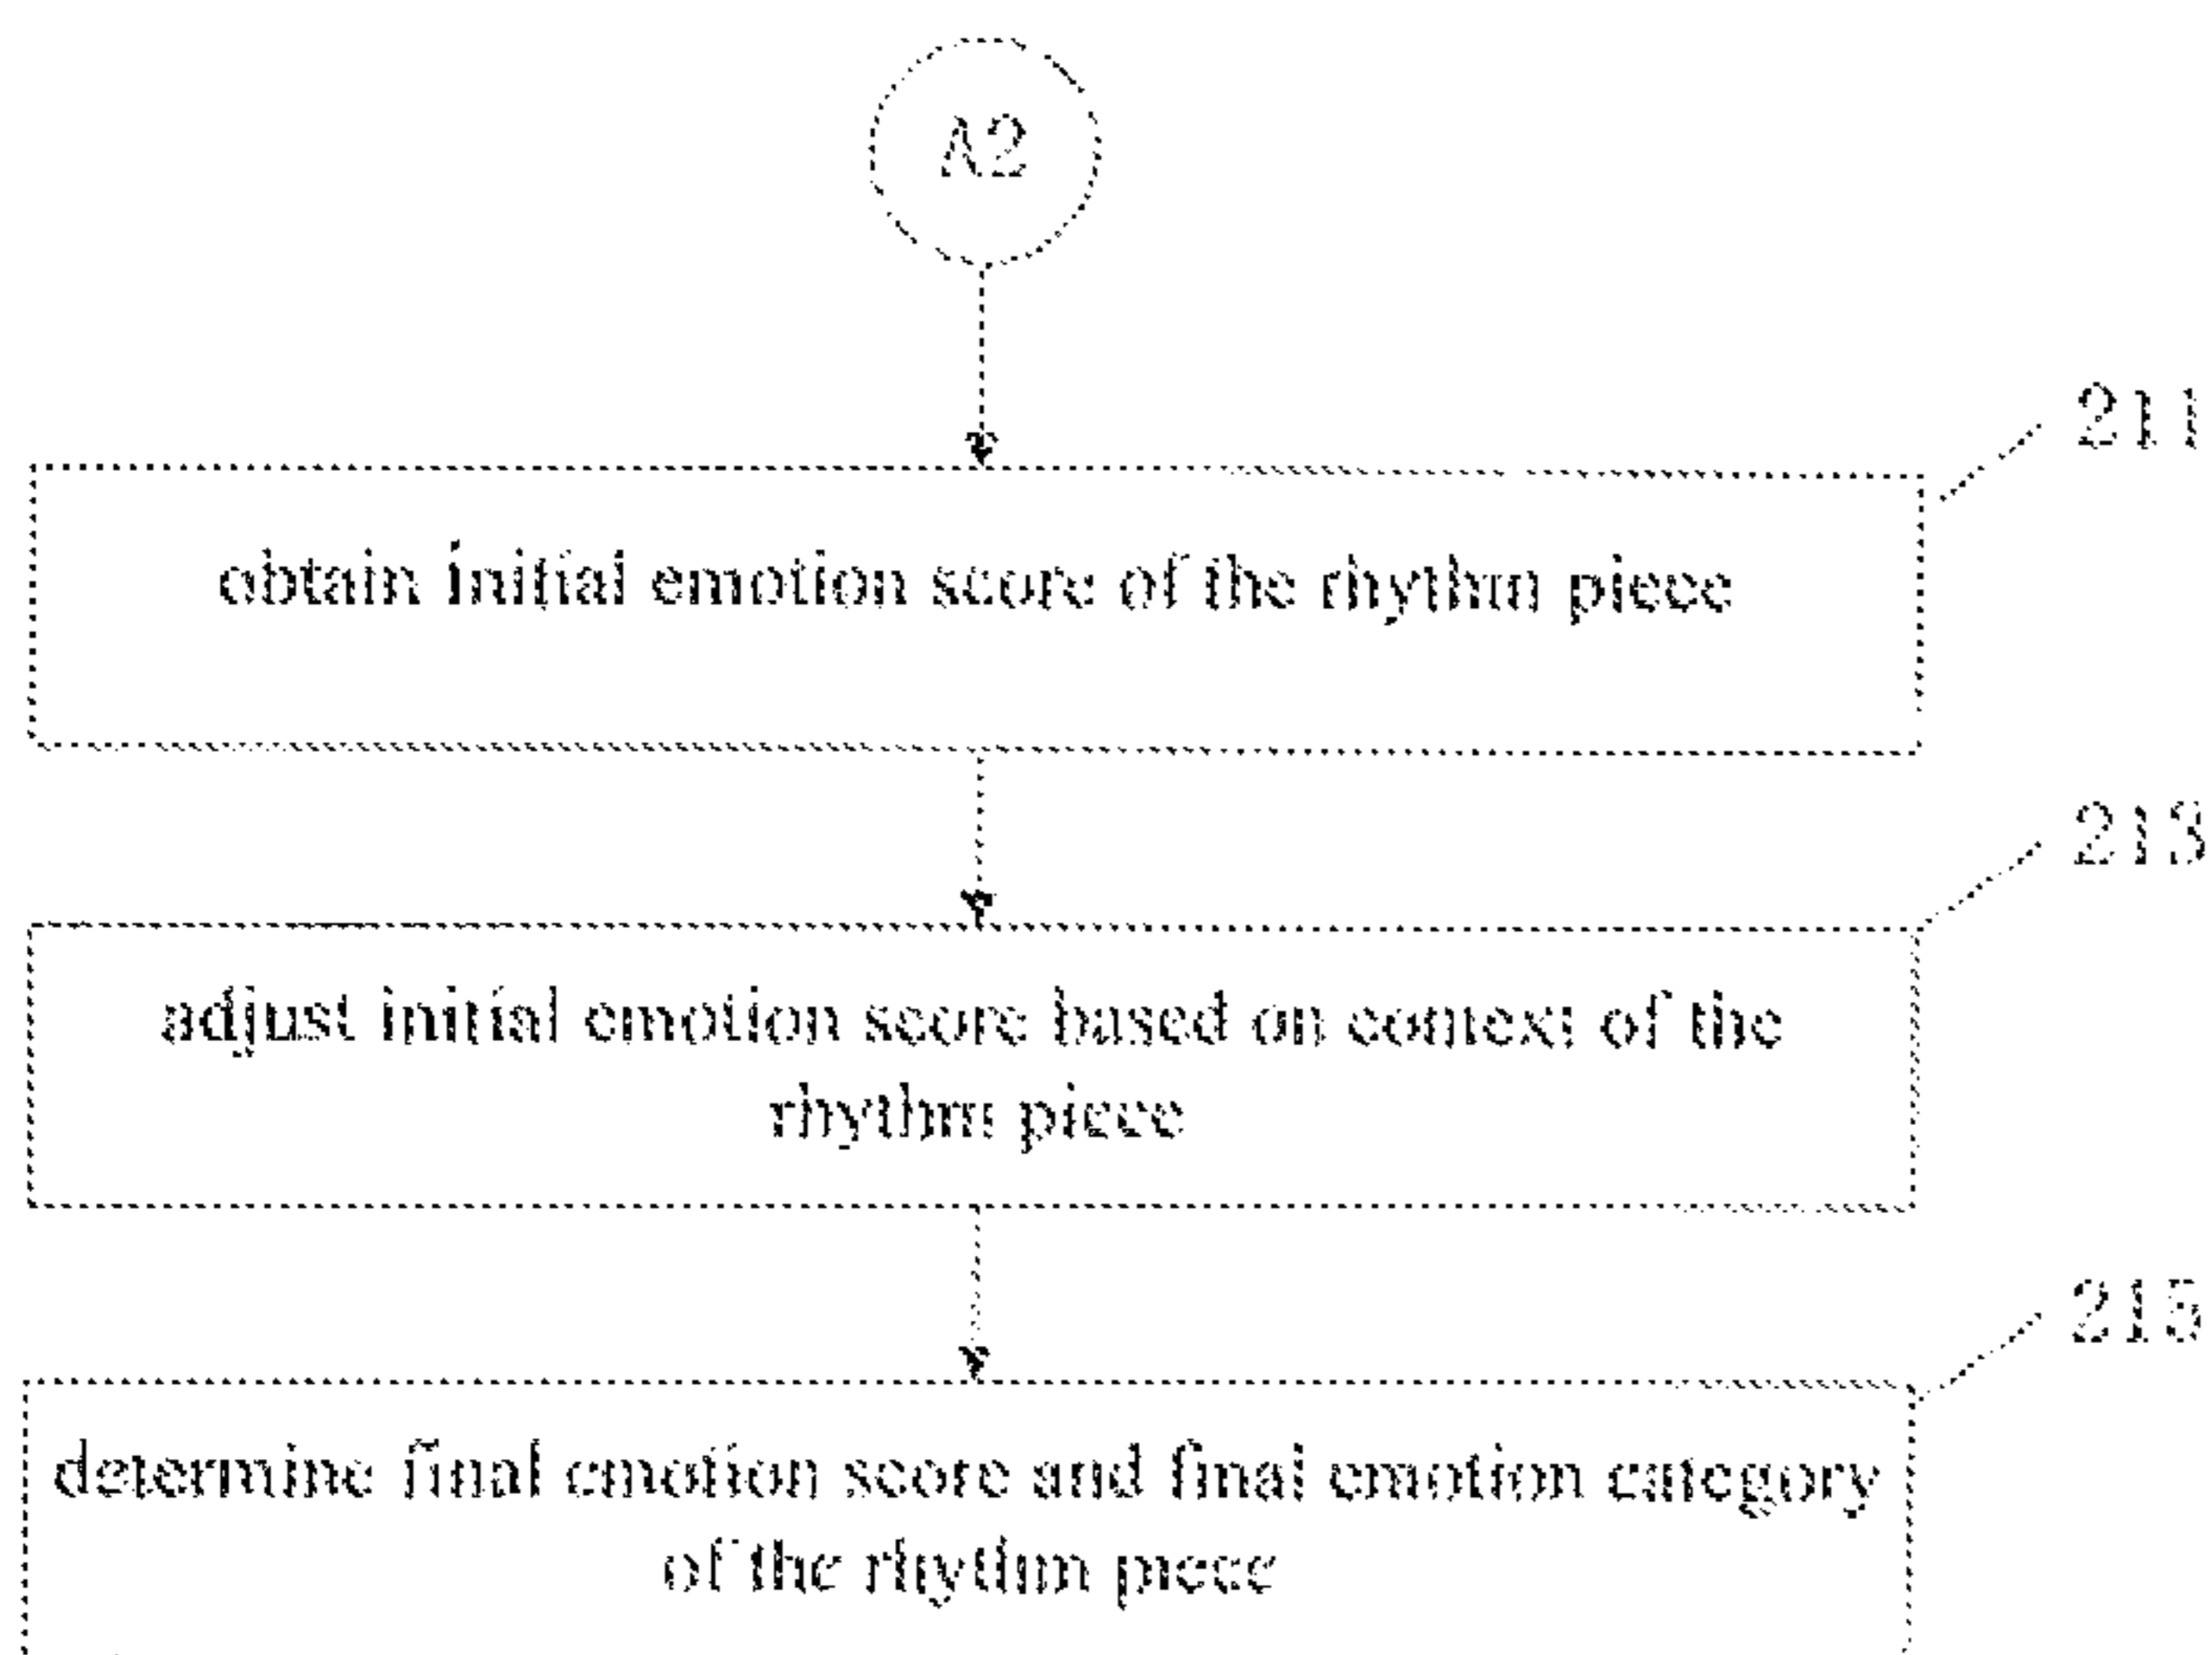 A2
211
obtain initial emotion score of the rhythm piece
213
adjust initial emotion score based on context of the
rhythm piece
215
determine final emotion score and final emotion category
of the rhythm piece